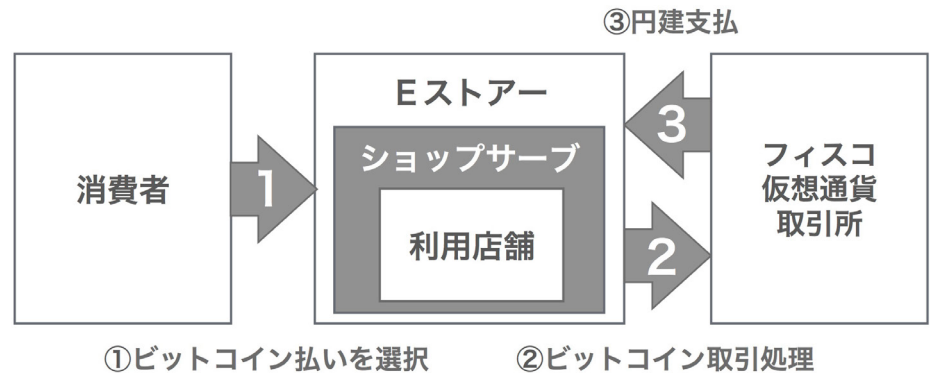 ③円建支払
Eストアー
ショップサーブ
利用店舗
消費者
1
3
2
フィスコ
仮想通貨
取引所
①ビットコイン払いを選択
②ビットコイン取引処理